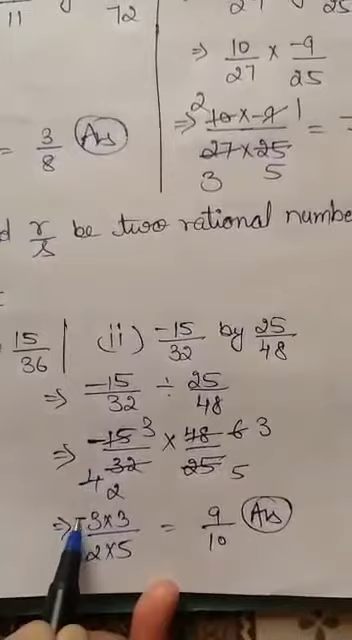 11
72
27
25
⇒ 10/27 × -9/25
= 3/8 Ans
⇒ 2 10 × -9 1 / 27 × 25 =
3 5
d r/s be two rational numbe
15/36 | (ii) -15/32 by 25/48
⇒ -15/32 ÷ 25/48
⇒ -15 3 / 32 × 48 6 3 / 25 5
4 2
⇒ -3×3 / 2×5 = 9/10 Ans